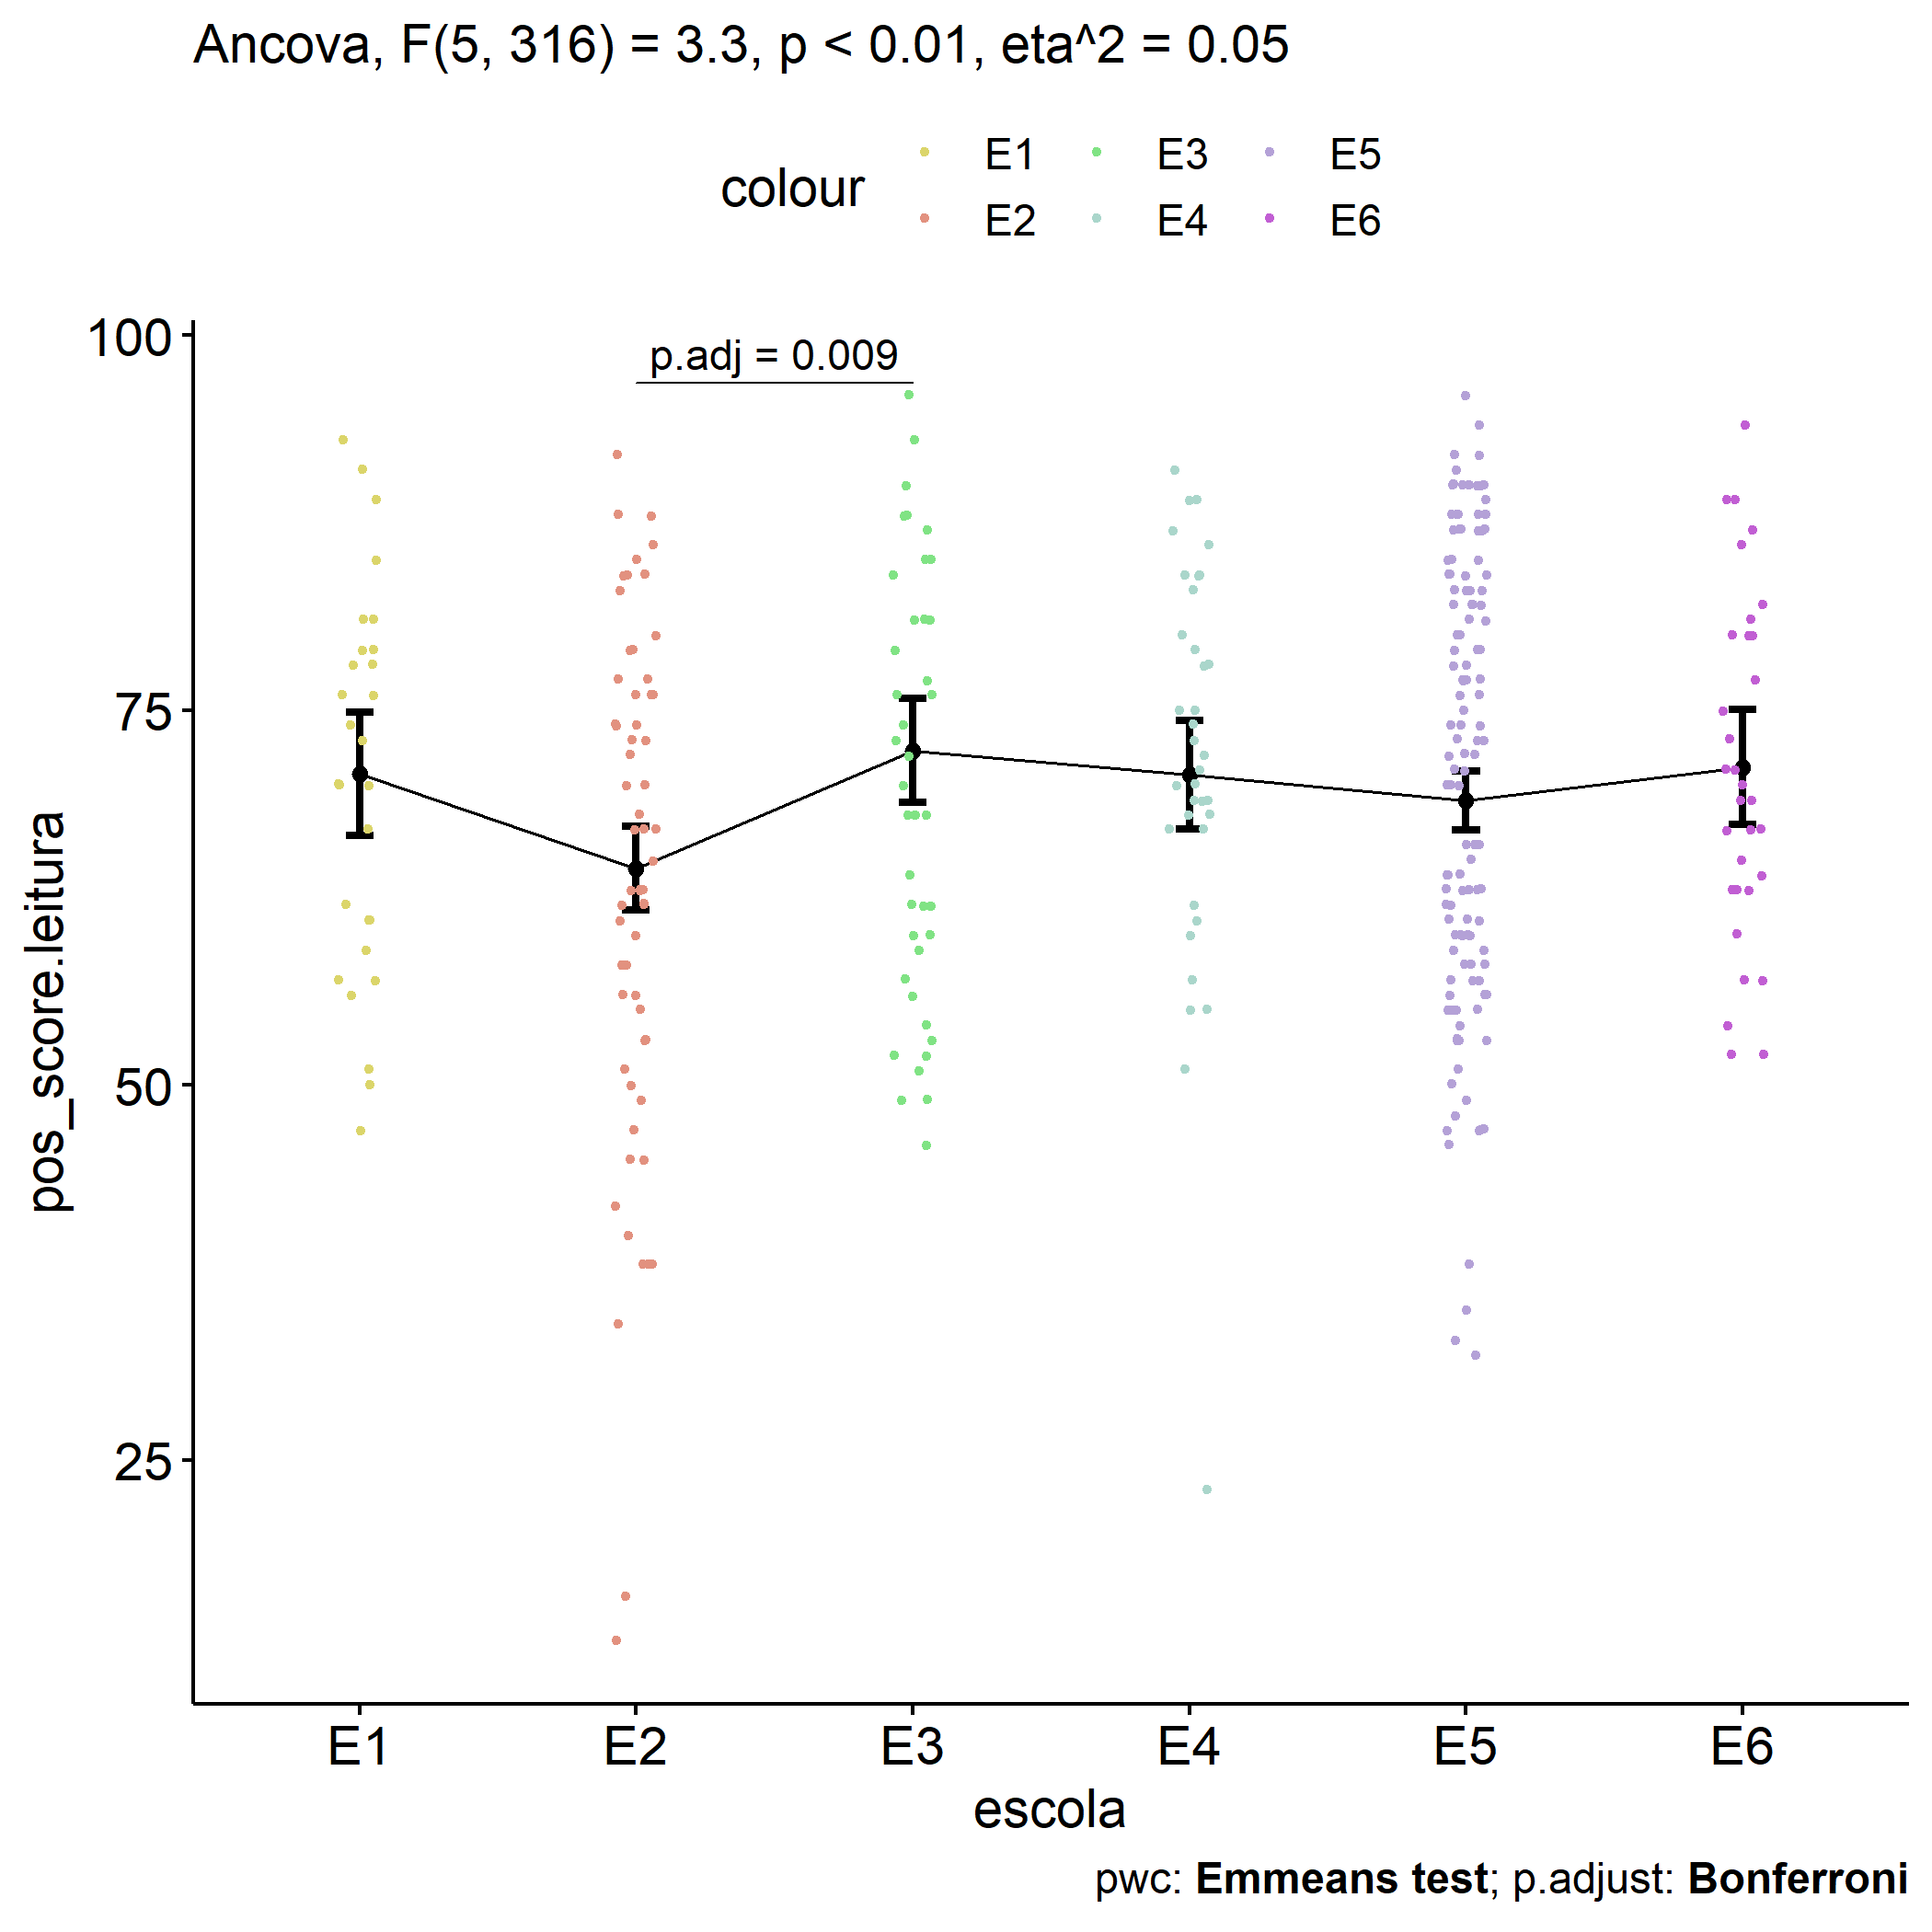 Ancova, F(5, 316) = 3.3, p < 0.01, eta^2 = 0.05
colour
E1 E3 E5
E2 E4 E6
p.adj = 0.009
100
75
50
25
pos_score.leitura
E1 E2 E3 E4 E5 E6
escola
pwc: Emmeans test; p.adjust: Bonferroni